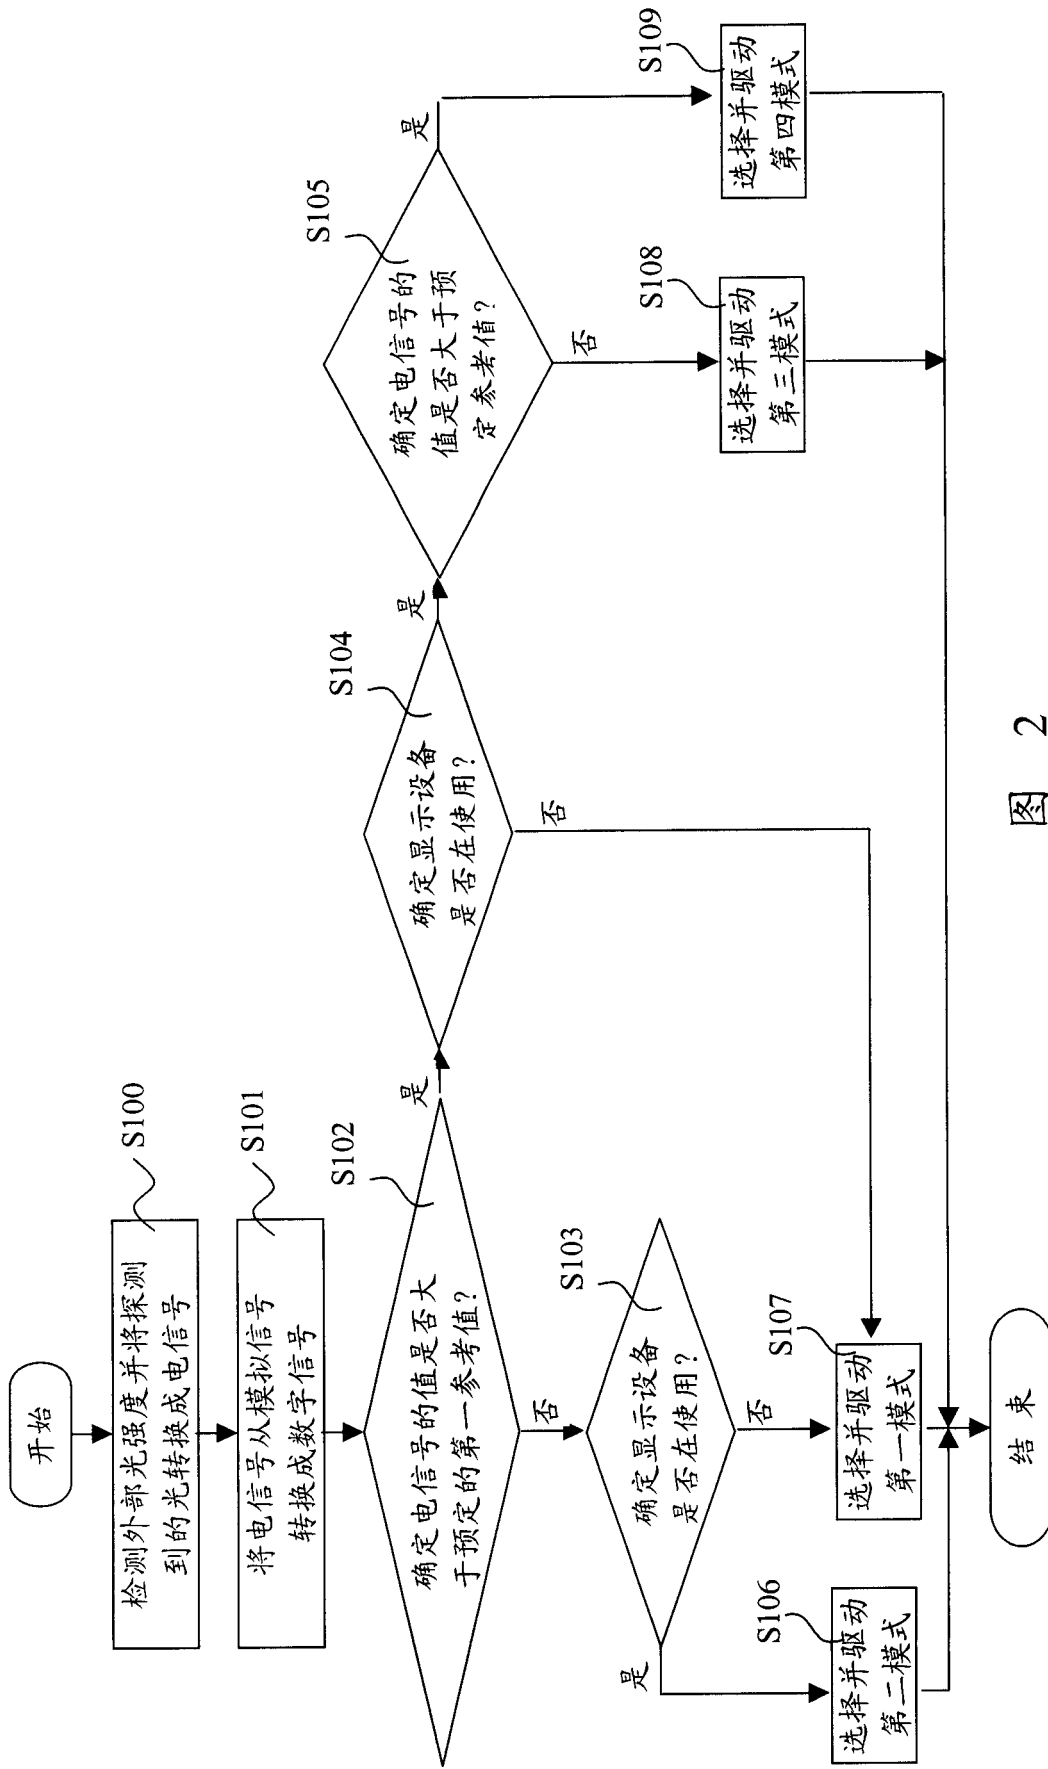 开始
检测外部光强度并将探测
到的光转换成电信号
S100
将电信号从模拟信号
转换成数字信号
S101
确定电信号的值是否大
于预定的第一参考值?
S102
是
否
确定显示设备
是否在使用?
S103
是
否
确定显示设备
是否在使用?
S104
是
否
确定电信号的
值是否大于预
定参考值?
S105
是
否
选择并驱动
第二模式
S106
选择并驱动
第一模式
S107
选择并驱动
第三模式
S108
选择并驱动
第四模式
S109
结束
图 2